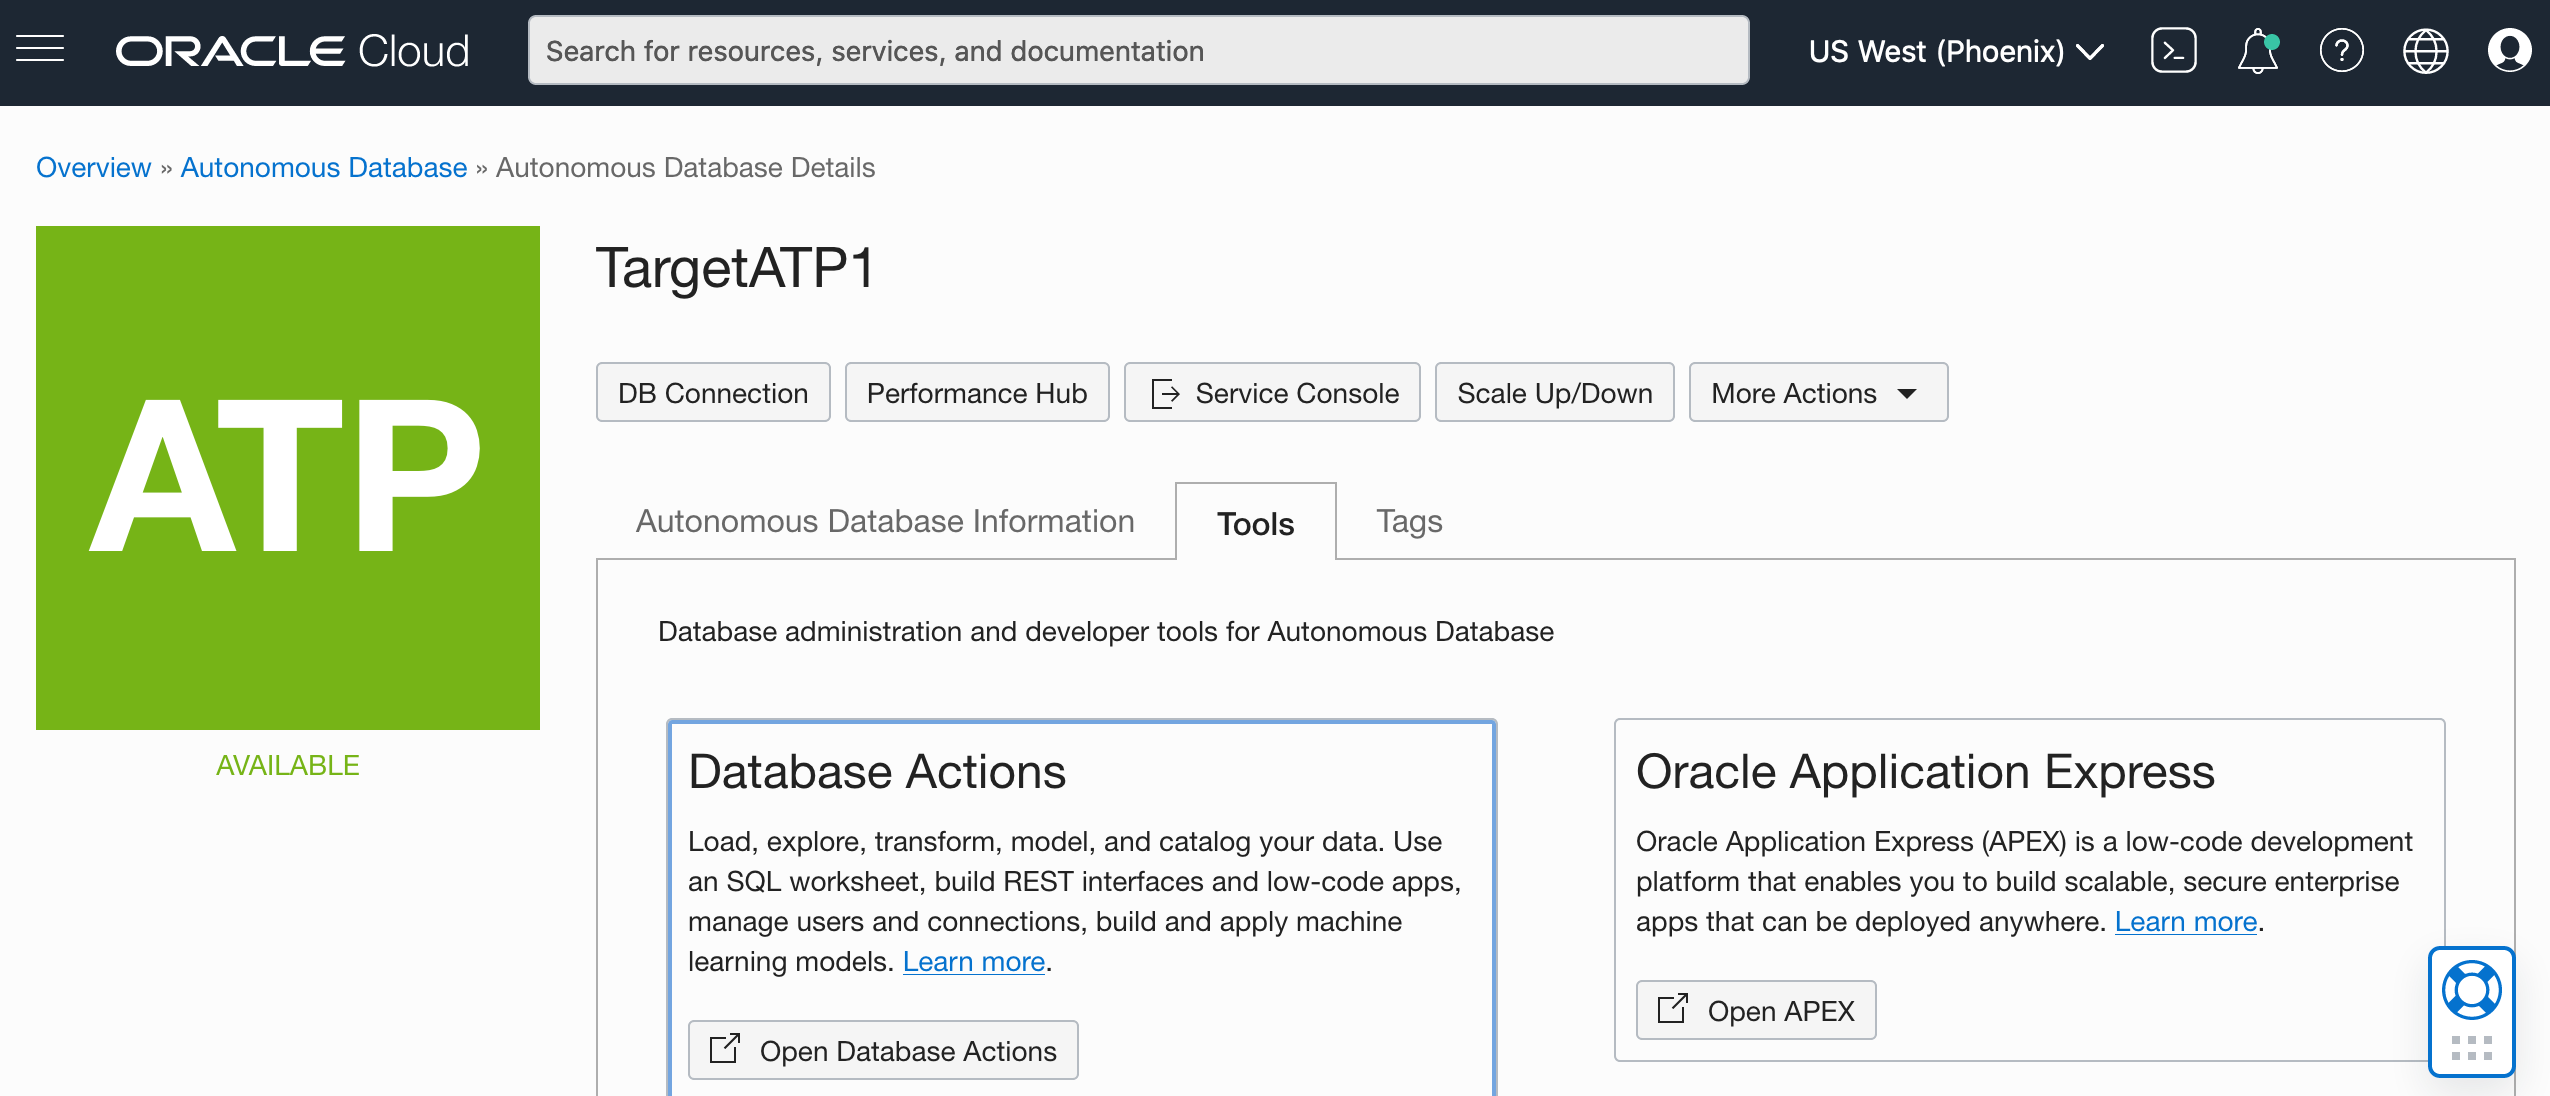 ORACLE Cloud
Search for resources, services, and documentation
US West (Phoenix)
Overview » Autonomous Database » Autonomous Database Details
ATP
AVAILABLE
TargetATP1
DB Connection
Performance Hub
Service Console
Scale Up/Down
More Actions
Autonomous Database Information
Tools
Tags
Database administration and developer tools for Autonomous Database
Database Actions
Load, explore, transform, model, and catalog your data. Use
an SQL worksheet, build REST interfaces and low-code apps,
manage users and connections, build and apply machine
learning models. Learn more.
Open Database Actions
Oracle Application Express
Oracle Application Express (APEX) is a low-code development
platform that enables you to build scalable, secure enterprise
apps that can be deployed anywhere. Learn more.
Open APEX